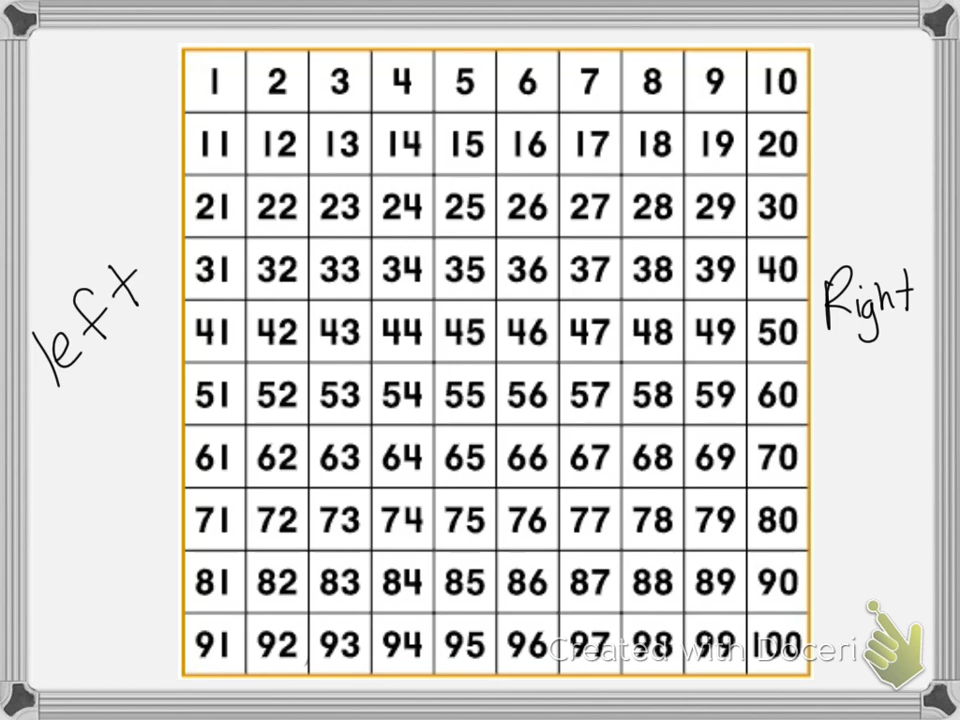 1 2 3 4 5 6 7 8 9 10
11 12 13 14 15 16 17 18 19 20
21 22 23 24 25 26 27 28 29 30
31 32 33 34 35 36 37 38 39 40
left
Right
41 42 43 44 45 46 47 48 49 50
51 52 53 54 55 56 57 58 59 60
61 62 63 64 65 66 67 68 69 70
71 72 73 74 75 76 77 78 79 80
81 82 83 84 85 86 87 88 89 90
91 92 93 94 95 96 97 98 99 100
Created with Doceri